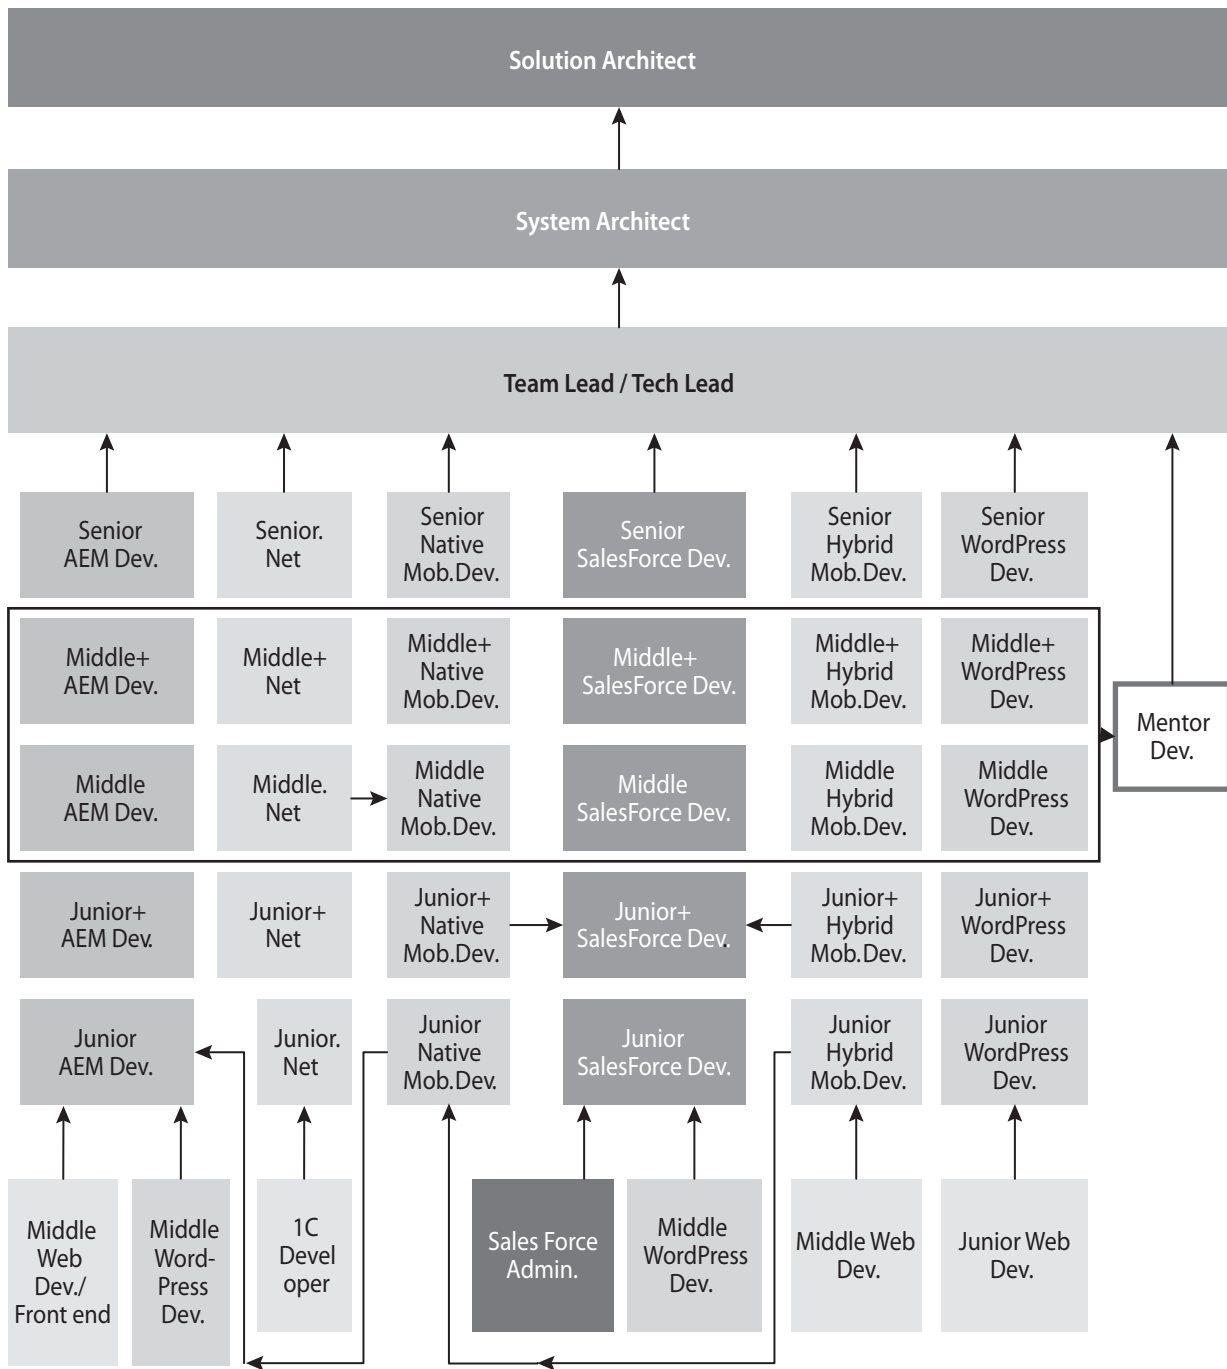 Solution Architect
System Architect
Team Lead / Tech Lead
Senior
AEM Dev.
Senior.
Net
Senior
Native
Mob.Dev.
Senior
SalesForce Dev.
Senior
Hybrid
Mob.Dev.
Senior
WordPress
Dev.
Middle+
AEM Dev.
Middle+
Net
Middle+
Native
Mob.Dev.
Middle+
SalesForce Dev.
Middle+
Hybrid
Mob.Dev.
Middle+
WordPress
Dev.
Mentor
Dev.
Middle
AEM Dev.
Middle.
Net
Middle
Native
Mob.Dev.
Middle
SalesForce Dev.
Middle
Hybrid
Mob.Dev.
Middle
WordPress
Dev.
Junior+
AEM Dev.
Junior+
Net
Junior+
Native
Mob.Dev.
Junior+
SalesForce Dev.
Junior+
Hybrid
Mob.Dev.
Junior+
WordPress
Dev.
Junior
AEM Dev.
Junior.
Net
Junior
Native
Mob.Dev.
Junior
SalesForce Dev.
Junior
Hybrid
Mob.Dev.
Junior
WordPress
Dev.
Middle
Web
Dev./
Front end
Middle
Word-
Press
Dev.
1C
Devel
oper
Sales Force
Admin.
Middle
WordPress
Dev.
Middle Web
Dev.
Junior Web
Dev.